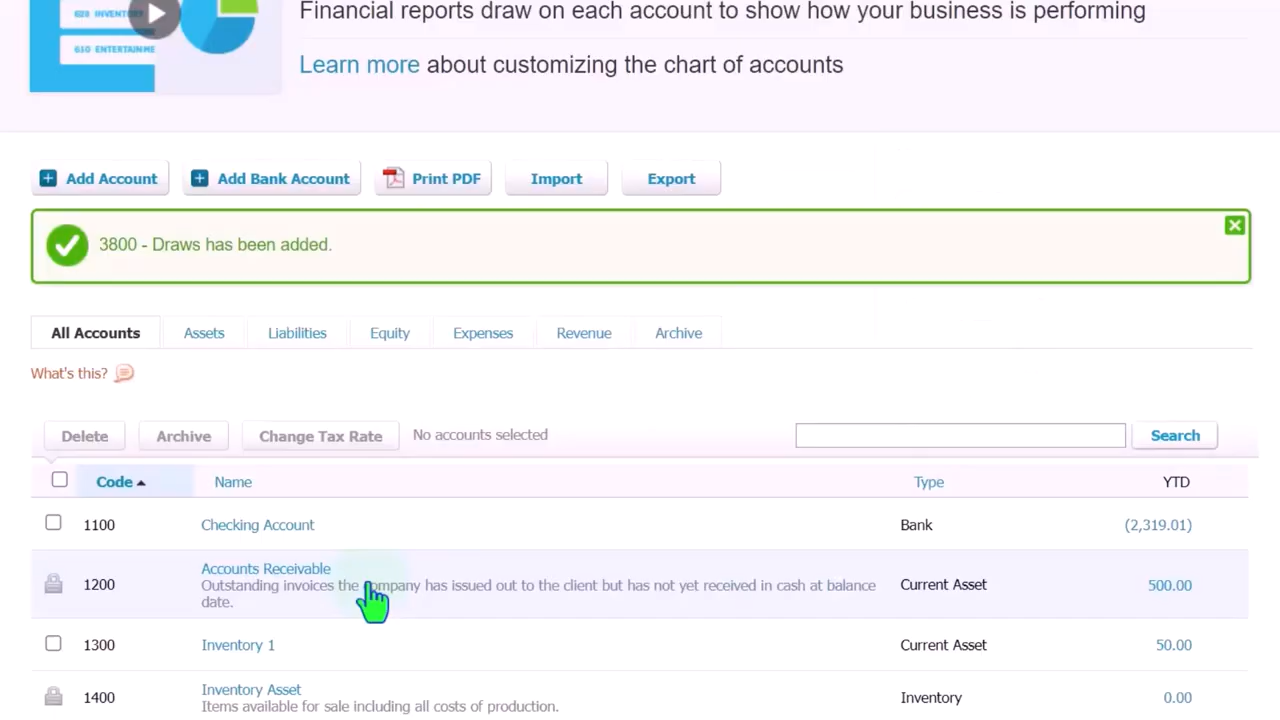 628 INVENTORY
610 ENTERTAINME
Financial reports draw on each account to show how your business is performing
Learn more about customizing the chart of accounts
Add Account
Add Bank Account
Print PDF
Import
Export
3800 - Draws has been added.
All Accounts
Assets
Liabilities
Equity
Expenses
Revenue
Archive
What's this?
Delete
Archive
Change Tax Rate
No accounts selected
Search
Code
Name
Type
YTD
1100
Checking Account
Bank
(2,319.01)
1200
Accounts Receivable
Outstanding invoices the company has issued out to the client but has not yet received in cash at balance
date.
Current Asset
500.00
1300
Inventory 1
Current Asset
50.00
1400
Inventory Asset
Items available for sale including all costs of production.
Inventory
0.00